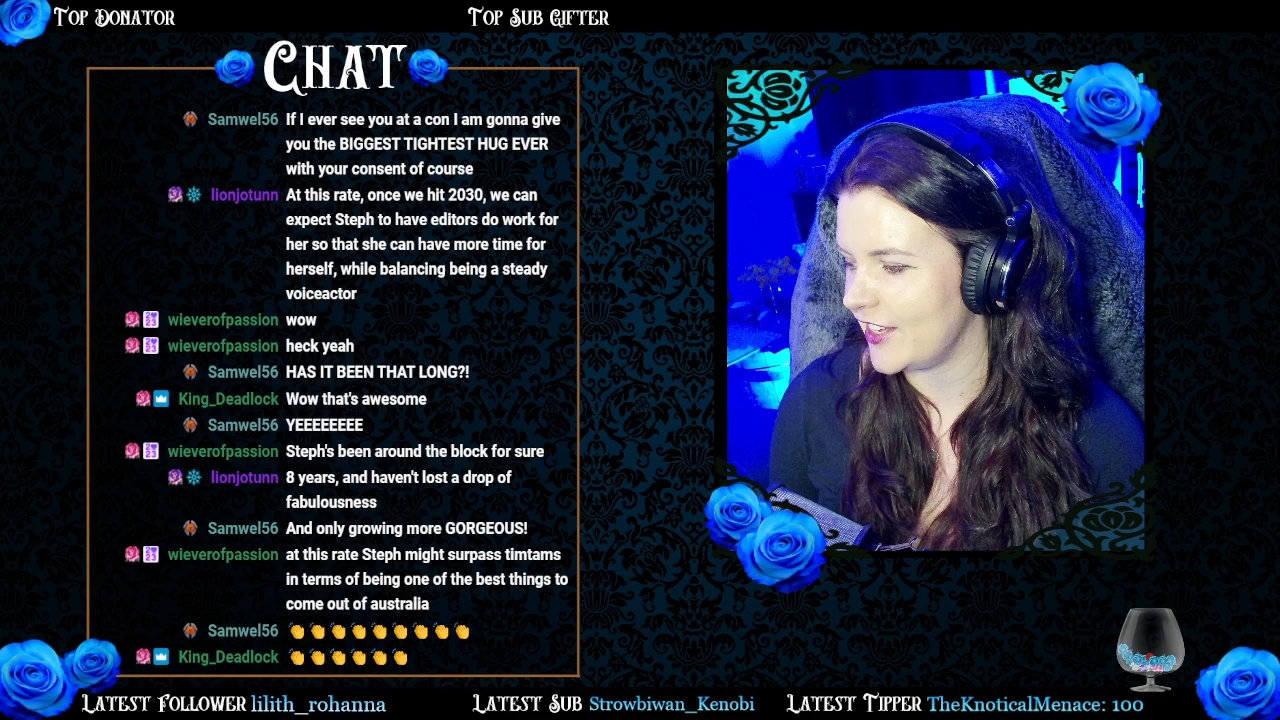 Top Donator
Top Sub Gifter
Chat
Samwel56 If I ever see you at a con I am gonna give
you the BIGGEST TIGHTEST HUG EVER
with your consent of course
lionjotunn At this rate, once we hit 2030, we can
expect Steph to have editors do work for
her so that she can have more time for
herself, while balancing being a steady
voiceactor
wieverofpassion wow
wieverofpassion heck yeah
Samwel56 HAS IT BEEN THAT LONG?!
King_Deadlock Wow that's awesome
Samwel56 YEEEEEEEE
wieverofpassion Steph's been around the block for sure
lionjotunn 8 years, and haven't lost a drop of
fabulousness
Samwel56 And only growing more GORGEOUS!
wieverofpassion at this rate Steph might surpass timtams
in terms of being one of the best things to
come out of australia
Samwel56 👏👏👏👏👏👏👏👏👏
King_Deadlock 👏👏👏👏👏👏
Latest Follower lilith_rohanna
Latest Sub Strowbiwan_Kenobi
Latest Tipper TheKnoticalMenace: 100